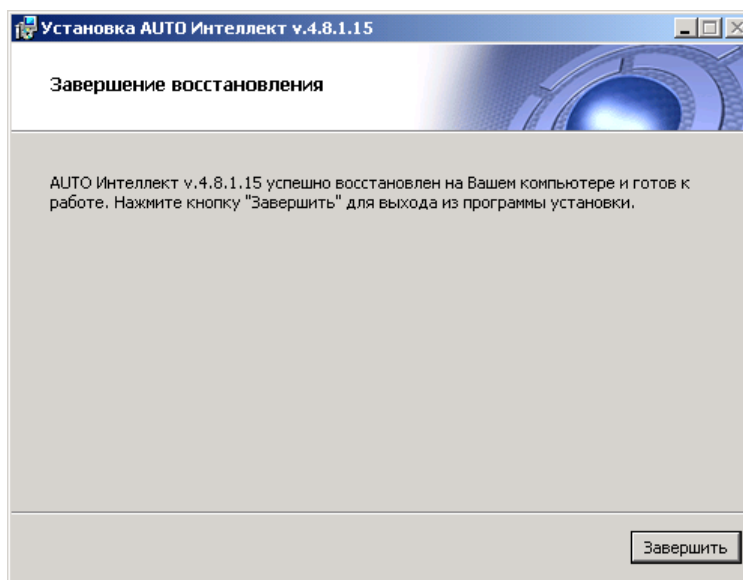 Установка AUTO Интеллект v.4.8.1.15
Завершение восстановления
AUTO Интеллект v.4.8.1.15 успешно восстановлен на Вашем компьютере и готов к
работе. Нажмите кнопку "Завершить" для выхода из программы установки.
Завершить